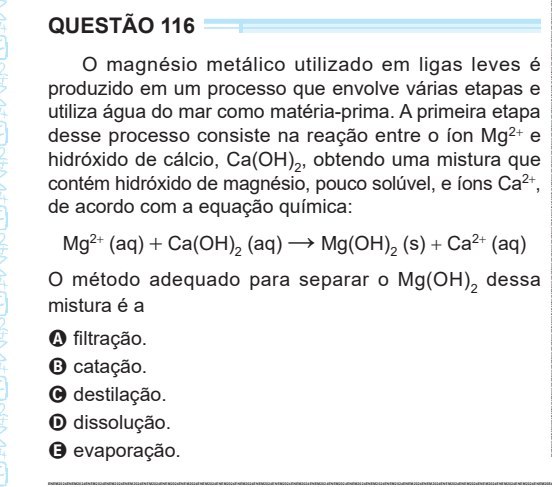 QUESTÃO 116
O magnésio metálico utilizado em ligas leves é
produzido em um processo que envolve várias etapas e
utiliza água do mar como matéria-prima. A primeira etapa
desse processo consiste na reação entre o íon Mg²⁺ e
hidróxido de cálcio, Ca(OH)₂, obtendo uma mistura que
contém hidróxido de magnésio, pouco solúvel, e íons Ca²⁺,
de acordo com a equação química:
Mg²⁺ (aq) + Ca(OH)₂ (aq) → Mg(OH)₂ (s) + Ca²⁺ (aq)
O método adequado para separar o Mg(OH)₂ dessa
mistura é a
A filtração.
B catação.
C destilação.
D dissolução.
E evaporação.